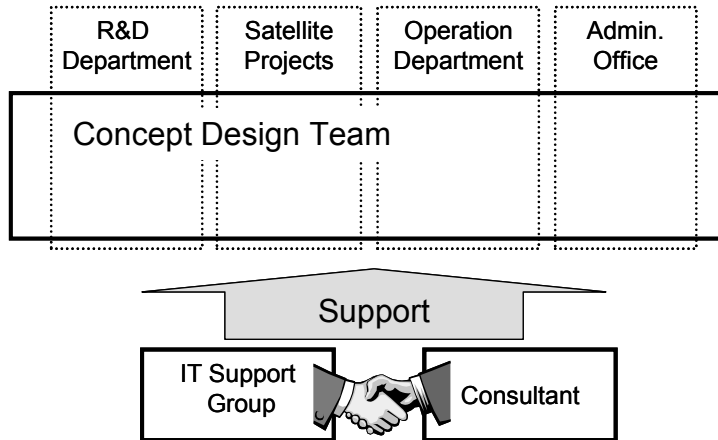 R&D
Department
Satellite
Projects
Operation
Department
Admin.
Office
Concept Design Team
Support
IT Support
Group
Consultant